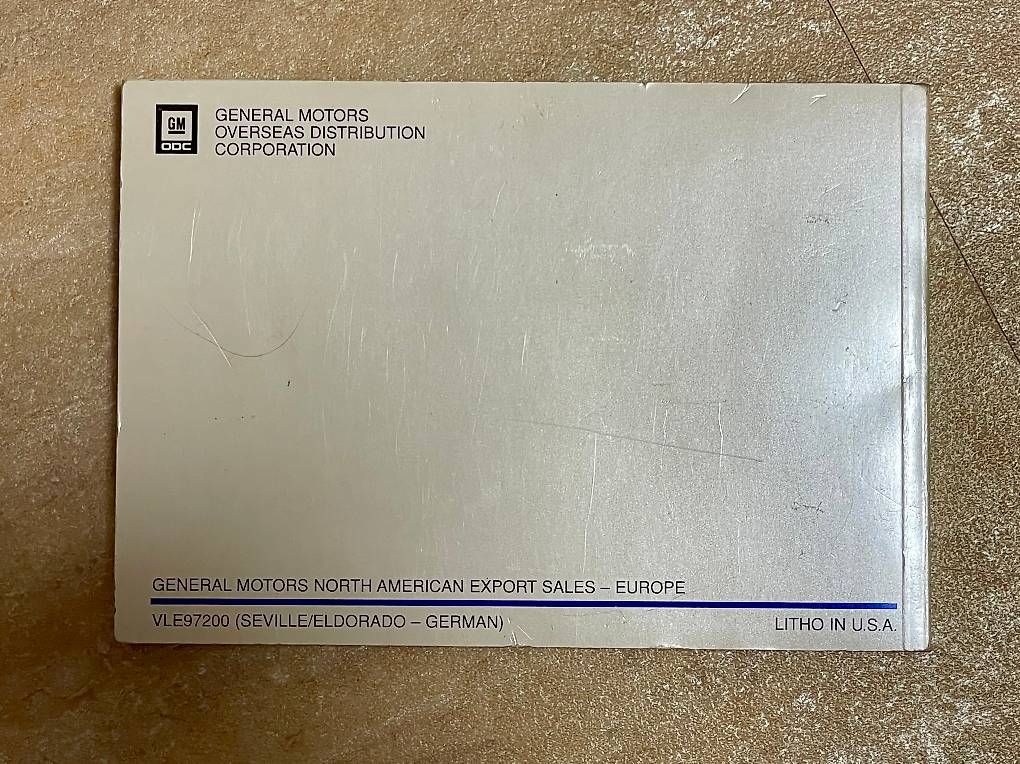 GM
ODC
GENERAL MOTORS
OVERSEAS DISTRIBUTION
CORPORATION
GENERAL MOTORS NORTH AMERICAN EXPORT SALES – EUROPE
VLE97200 (SEVILLE/ELDORADO – GERMAN)
LITHO IN U.S.A.